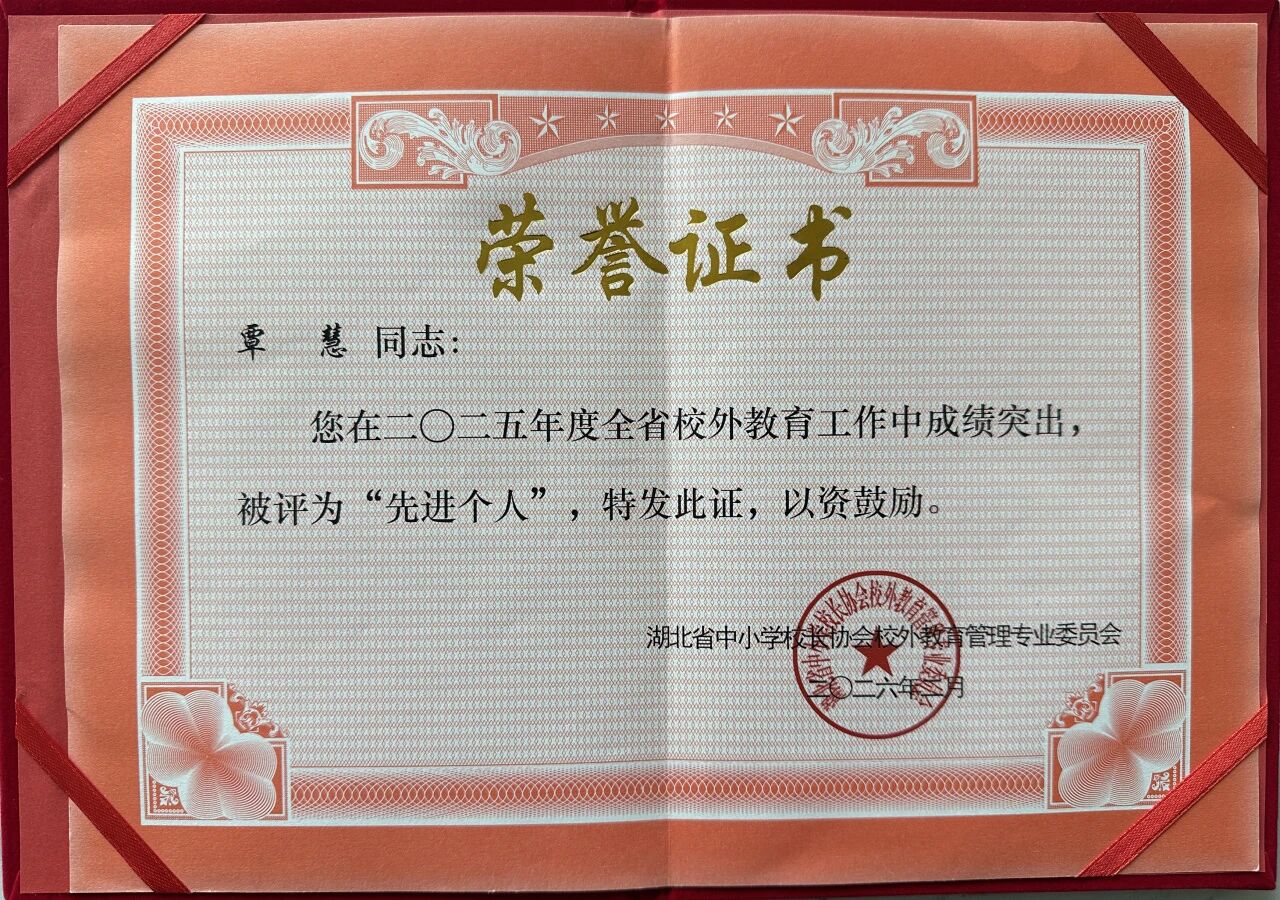 荣誉证书
覃 慧 同志：
您在二〇二五年度全省校外教育工作中成绩突出，
被评为“先进个人”，特发此证，以资鼓励。
湖北省中小学校长协会校外教育管理专业委员会
二〇二六年 月